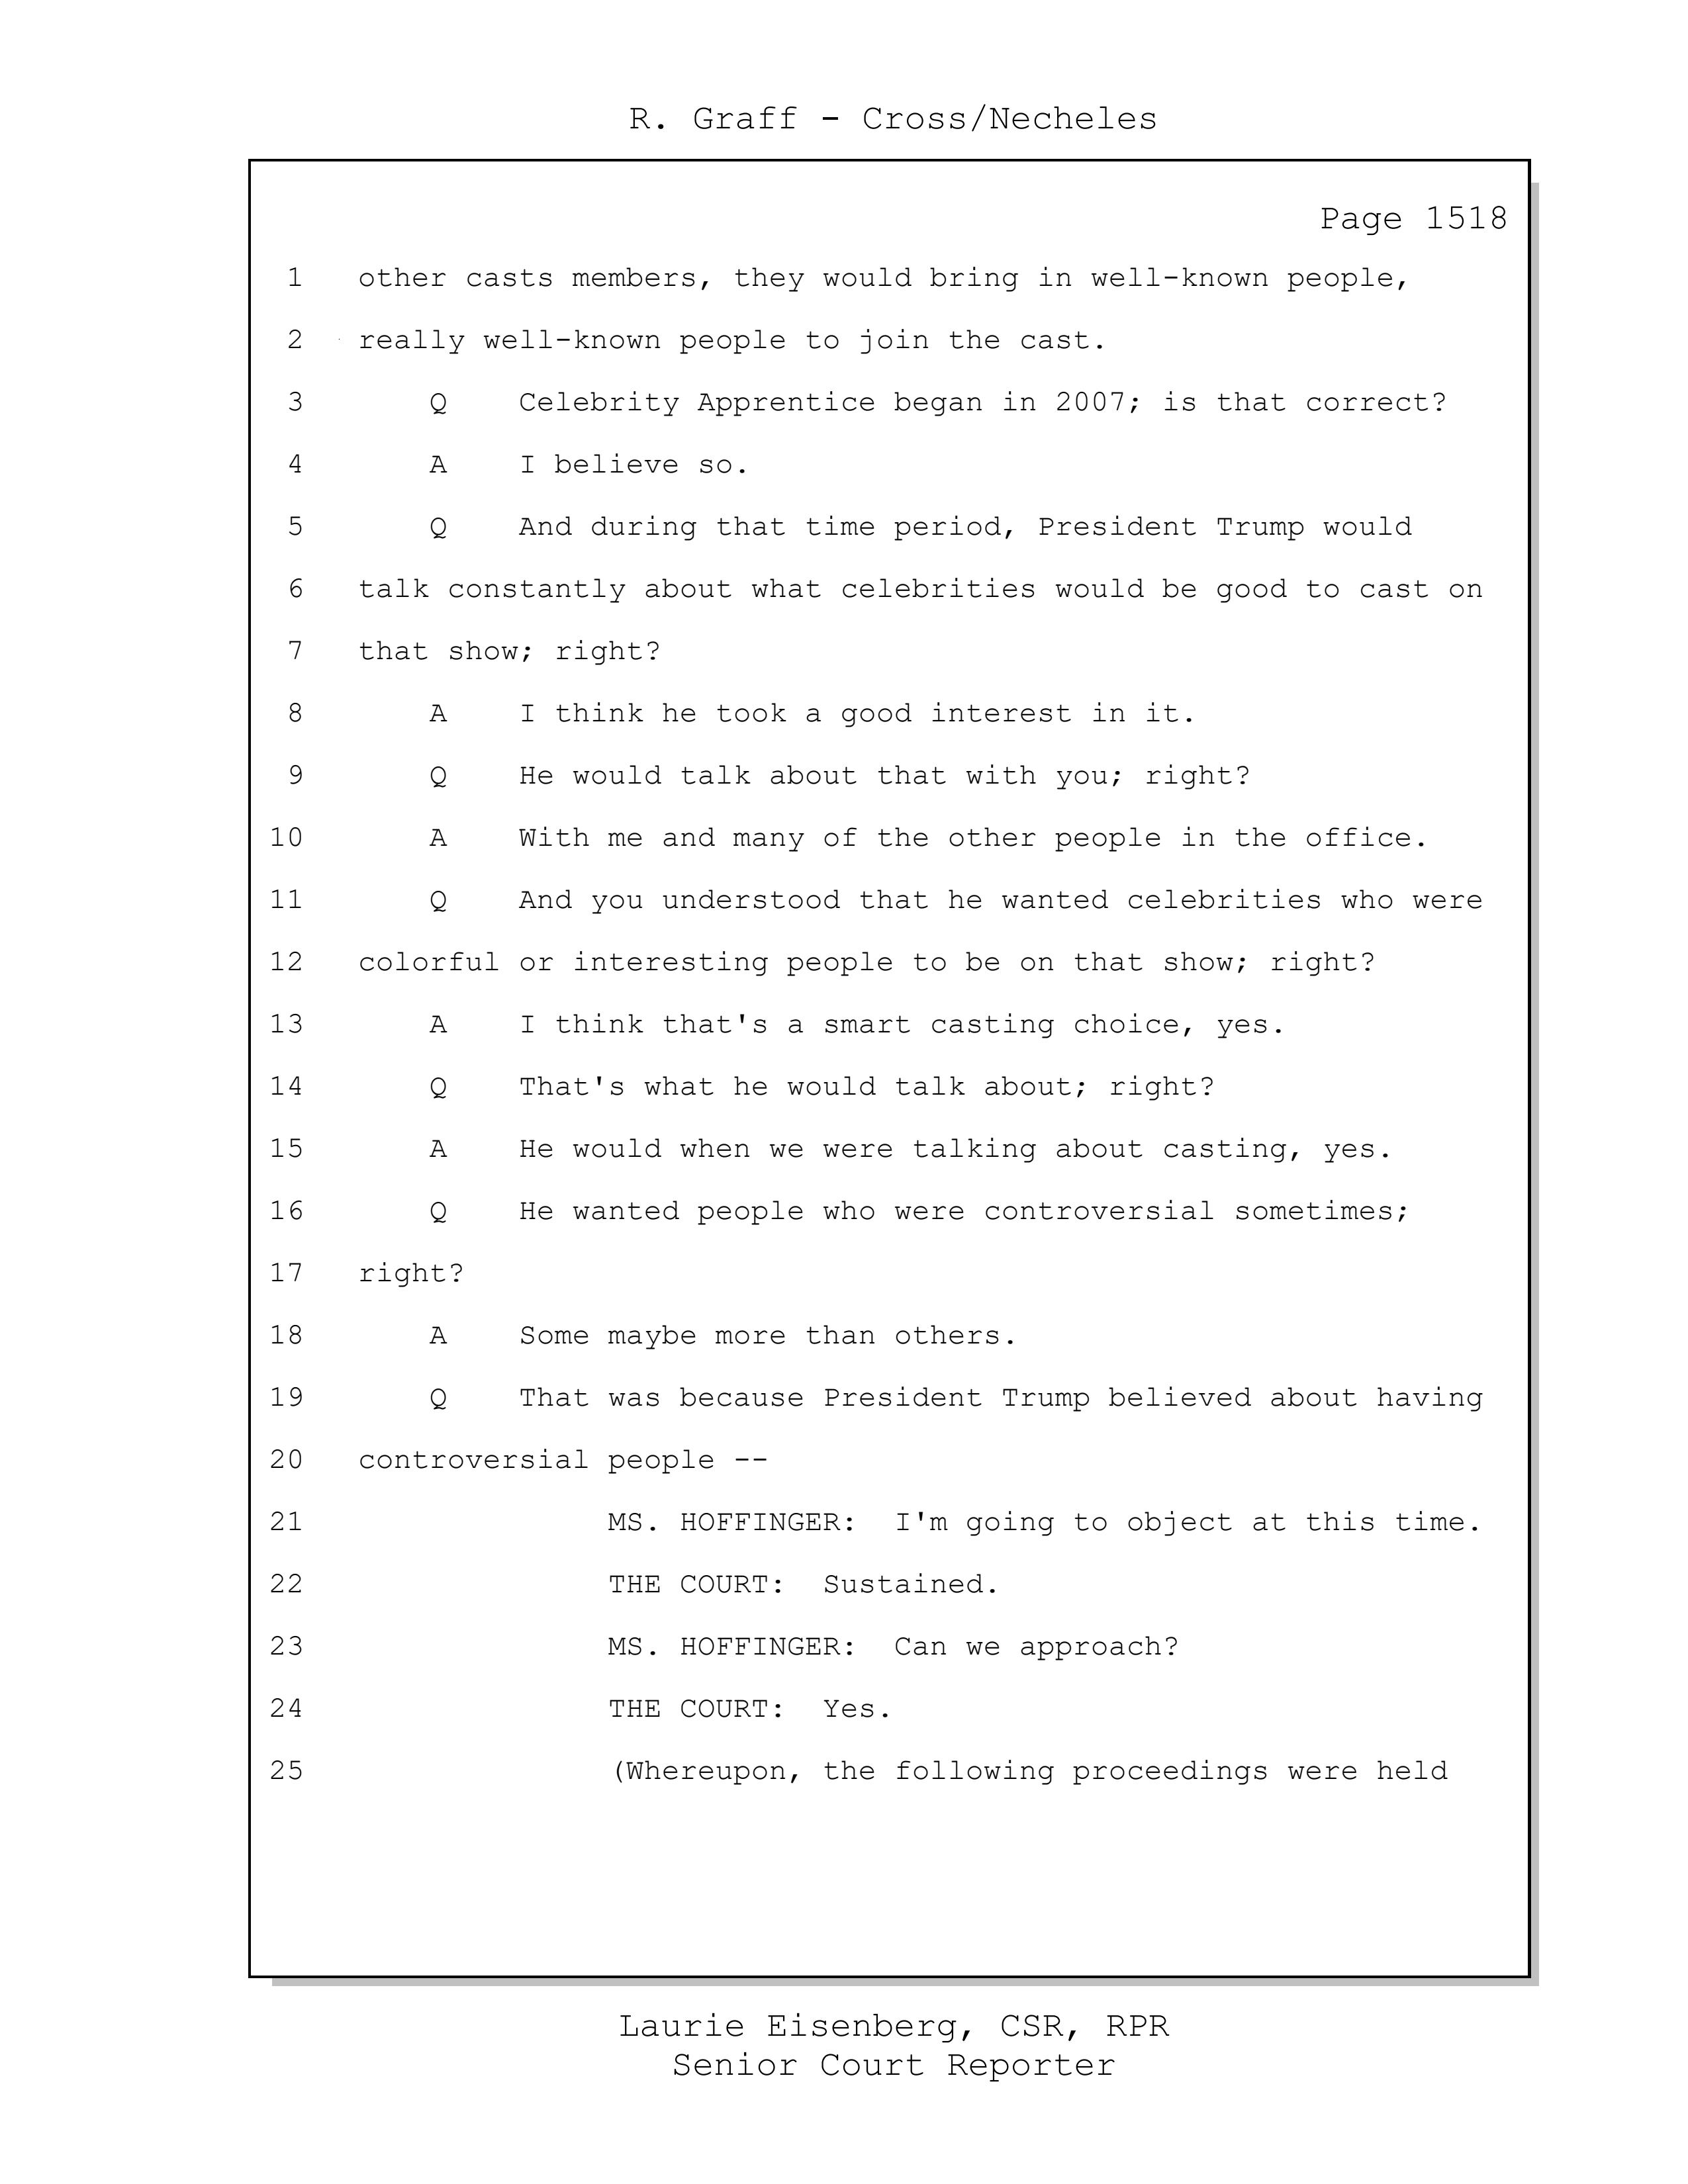 R. Graff - Cross/Necheles
Page 1518
1 other casts members, they would bring in well-known people,
2 really well-known people to join the cast.
3 Q Celebrity Apprentice began in 2007; is that correct?
4 A I believe so.
5 Q And during that time period, President Trump would
6 talk constantly about what celebrities would be good to cast on
7 that show; right?
8 A I think he took a good interest in it.
9 Q He would talk about that with you; right?
10 A With me and many of the other people in the office.
11 Q And you understood that he wanted celebrities who were
12 colorful or interesting people to be on that show; right?
13 A I think that's a smart casting choice, yes.
14 Q That's what he would talk about; right?
15 A He would when we were talking about casting, yes.
16 Q He wanted people who were controversial sometimes;
17 right?
18 A Some maybe more than others.
19 Q That was because President Trump believed about having
20 controversial people --
21 MS. HOFFINGER: I'm going to object at this time.
22 THE COURT: Sustained.
23 MS. HOFFINGER: Can we approach?
24 THE COURT: Yes.
25 (Whereupon, the following proceedings were held
Laurie Eisenberg, CSR, RPR
Senior Court Reporter